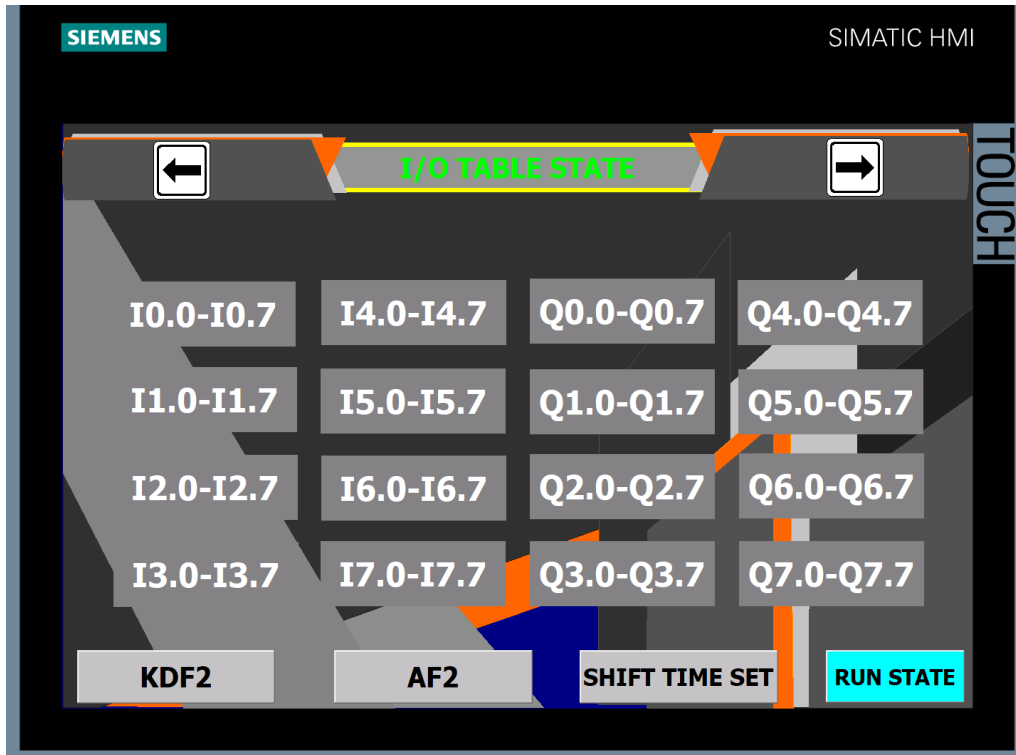 SIEMENS
SIMATIC HMI
TOUCH
I/O TABLE STATE
I0.0-I0.7
I4.0-I4.7
Q0.0-Q0.7
Q4.0-Q4.7
I1.0-I1.7
I5.0-I5.7
Q1.0-Q1.7
Q5.0-Q5.7
I2.0-I2.7
I6.0-I6.7
Q2.0-Q2.7
Q6.0-Q6.7
I3.0-I3.7
I7.0-I7.7
Q3.0-Q3.7
Q7.0-Q7.7
KDF2
AF2
SHIFT TIME SET
RUN STATE